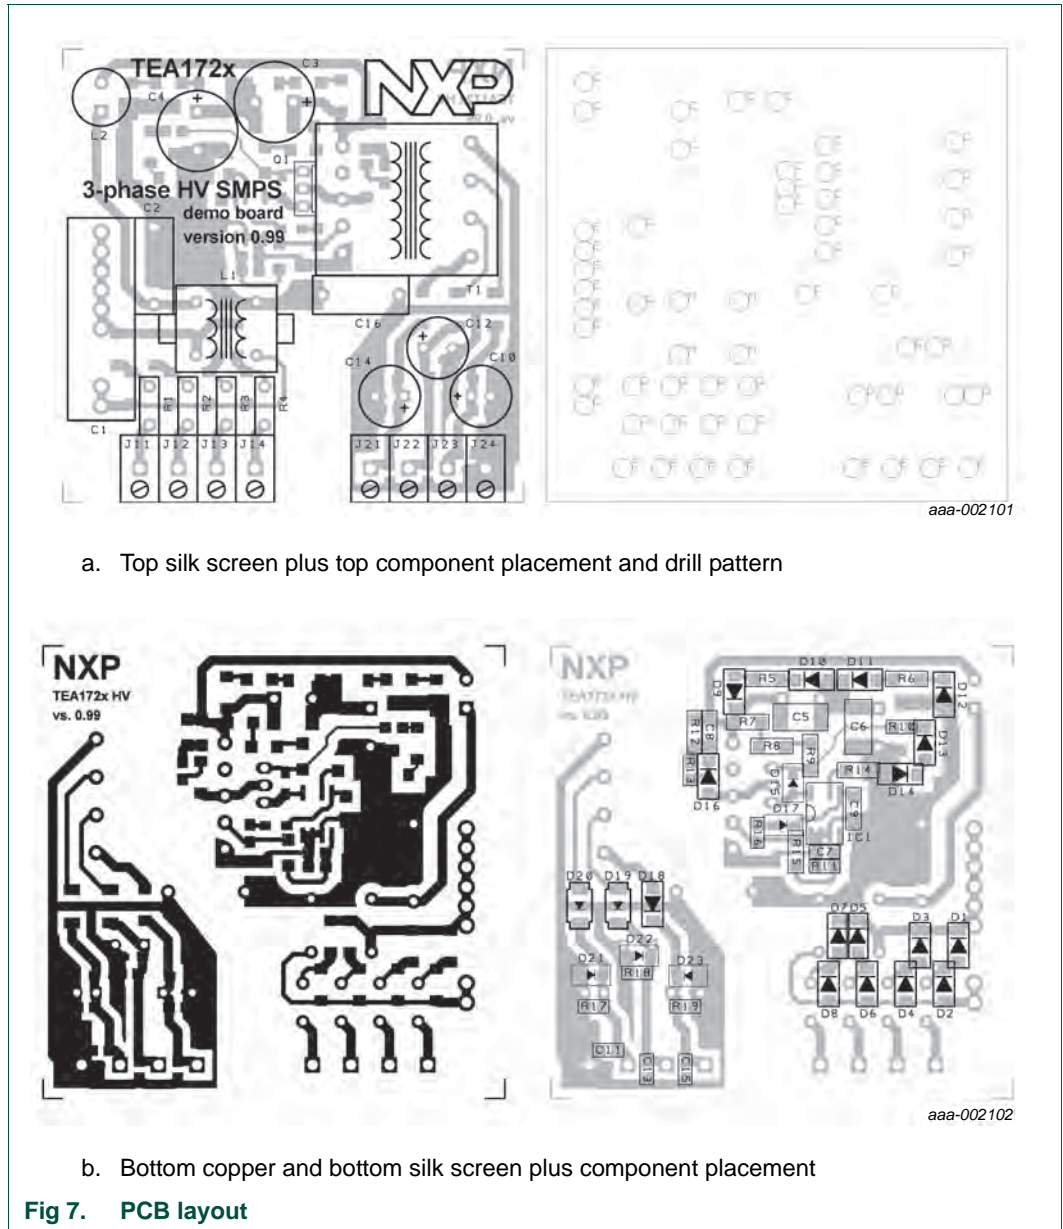 TEA172x
C3
NXP
C4
L2
Q1
3-phase HV SMPS
C2
demo board
version 0.99
L1
T1
C16
C12
C14
C10
R1
R2
R3
R4
C1
J11
J12
J13
J14
J21
J22
J23
J24
aaa-002101
a. Top silk screen plus top component placement and drill pattern
NXP
TEA172x HV
vs. 0.99
NXP
TEA172x HV
vs. 0.99
D10
D11
D9
R5
R6
D12
C8
R12
R7
C5
C6
R10
R8
R9
D13
R13
D16
D15
R14
D14
D17
C9
R16
R15
C7
IC1
R11
D20
D19
D18
D7
D5
D3
D1
D22
D21
R18
D23
R17
R19
D8
D6
D4
D2
C11
C13
C15
aaa-002102
b. Bottom copper and bottom silk screen plus component placement
Fig 7. PCB layout